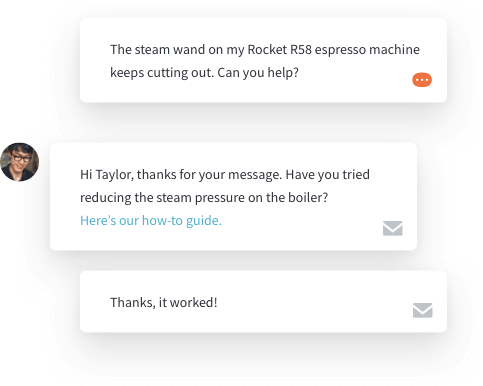 The steam wand on my Rocket R58 espresso machine
keeps cutting out. Can you help?
Hi Taylor, thanks for your message. Have you tried
reducing the steam pressure on the boiler?
Here’s our how-to guide.
Thanks, it worked!